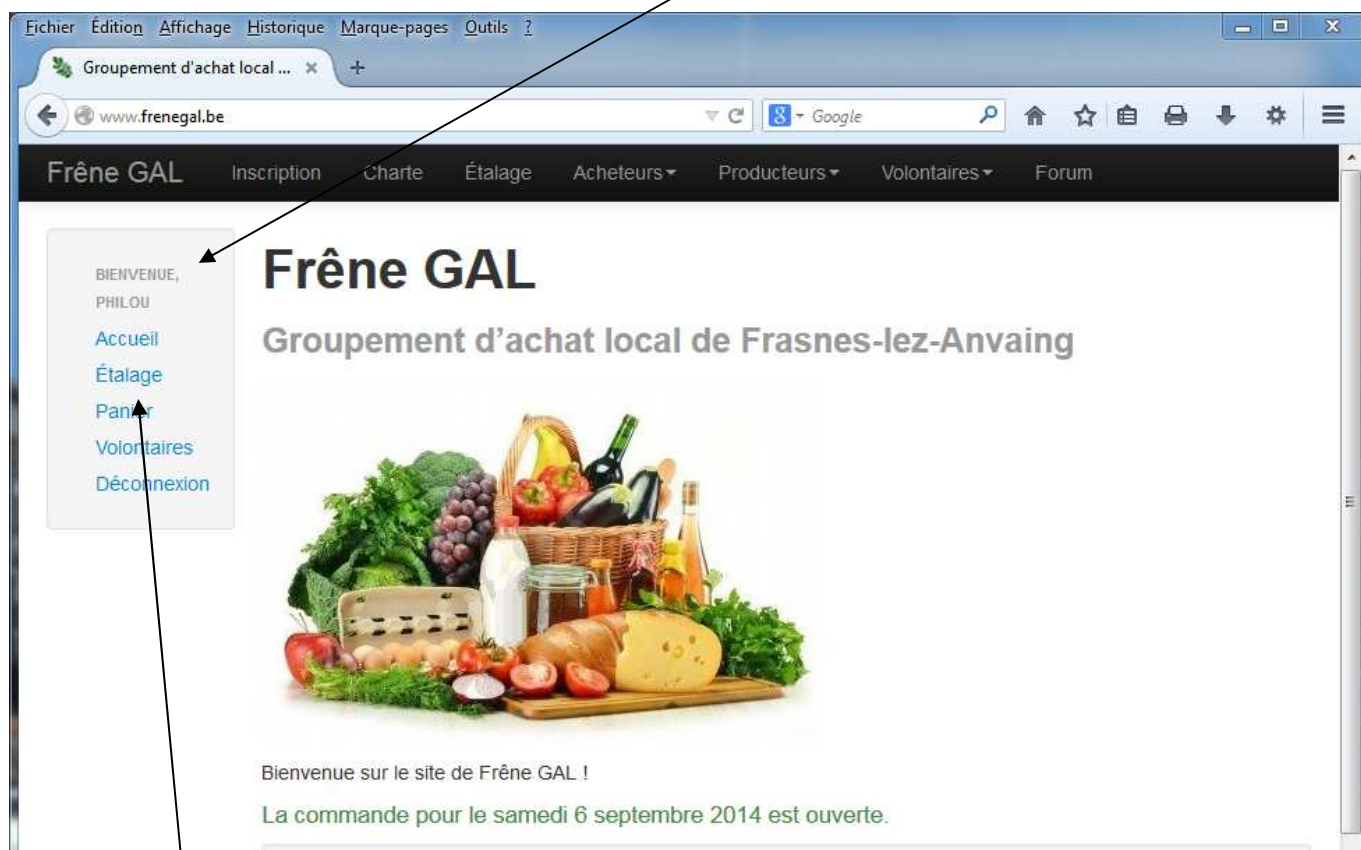 Fichier Édition Affichage Historique Marque-pages Outils ?
Groupement d'achat local ... × +
www.frenegal.be
8 Google
Frêne GAL Inscription Charte Étalage Acheteurs Producteurs Volontaires Forum
BIENVENUE,
PHILOU
Accueil
Étalage
Panier
Volontaires
Déconnexion
Frêne GAL
Groupement d’achat local de Frasnes-lez-Anvaing
Bienvenue sur le site de Frêne GAL !
La commande pour le samedi 6 septembre 2014 est ouverte.